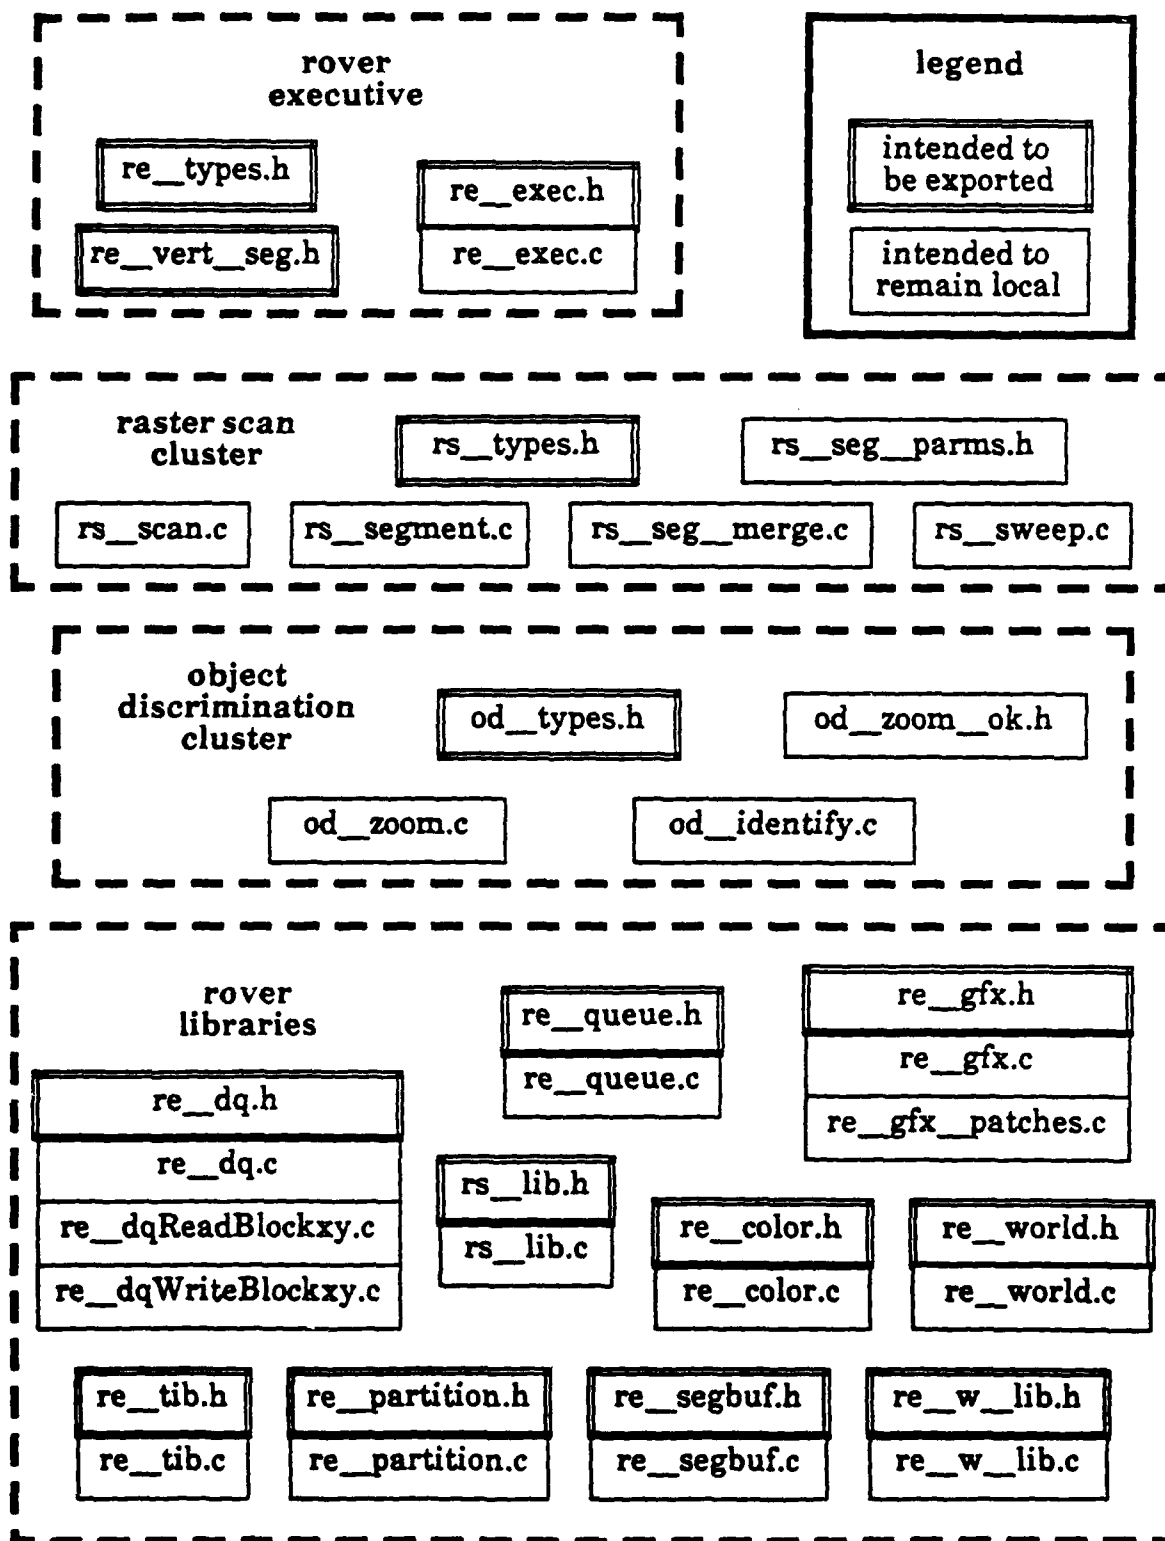 rover
executive
re__types.h
re__exec.h
re__vert__seg.h
re__exec.c
legend
intended to
be exported
intended to
remain local
raster scan
cluster
rs__types.h
rs__seg__parms.h
rs__scan.c
rs__segment.c
rs__seg__merge.c
rs__sweep.c
object
discrimination
cluster
od__types.h
od__zoom__ok.h
od__zoom.c
od__identify.c
rover
libraries
re__queue.h
re__queue.c
re__gfx.h
re__gfx.c
re__gfx__patches.c
re__dq.h
re__dq.c
re__dqReadBlockxy.c
re__dqWriteBlockxy.c
rs__lib.h
rs__lib.c
re__color.h
re__color.c
re__world.h
re__world.c
re__tib.h
re__tib.c
re__partition.h
re__partition.c
re__segbuf.h
re__segbuf.c
re__w__lib.h
re__w__lib.c